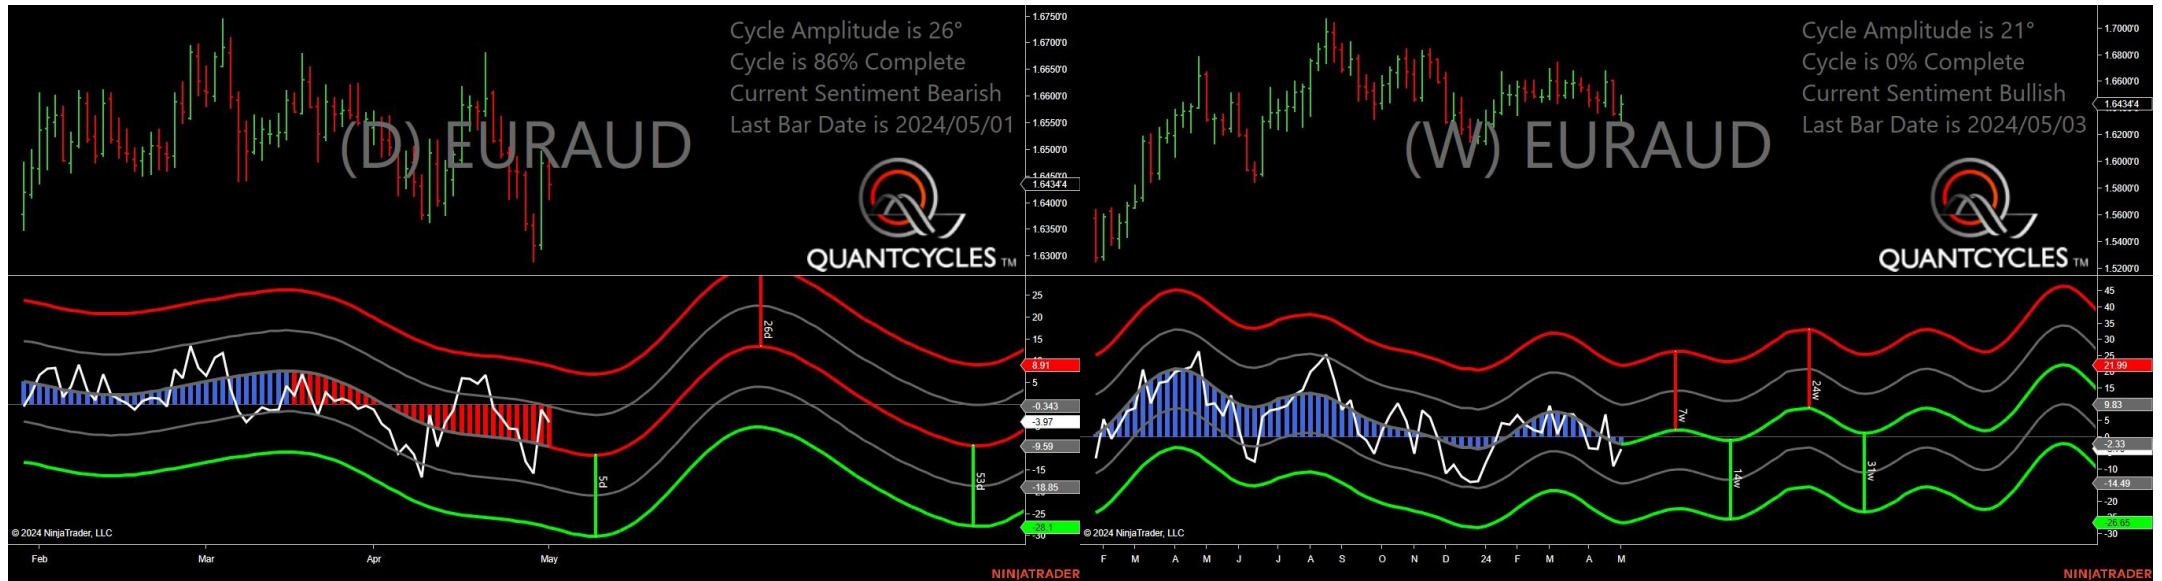 Cycle Amplitude is 26°
Cycle is 86% Complete
Current Sentiment Bearish
Last Bar Date is 2024/05/01
(D) EURAUD
QUANTCYCLES TM
1.6750'0
1.6700'0
1.6650'0
1.6600'0
1.6550'0
1.6500'0
1.6450'0
1.6434'4
1.6400'0
1.6350'0
1.6300'0
25
20
15
8.91
5
-0.343
-3.97
-9.59
-15
-18.85
-25
-28.1
-30
26d
5d
53d
© 2024 NinjaTrader, LLC
Feb Mar Apr May
NINJATRADER
Cycle Amplitude is 21°
Cycle is 0% Complete
Current Sentiment Bullish
Last Bar Date is 2024/05/03
(W) EURAUD
QUANTCYCLES TM
1.7000'0
1.6800'0
1.6600'0
1.6434'4
1.6200'0
1.6000'0
1.5800'0
1.5600'0
1.5400'0
1.5200'0
45
40
35
30
25
21.99
15
9.83
5
-2.33
-10
-14.49
-20
-26.65
-30
7w
14w
24w
31w
© 2024 NinjaTrader, LLC
F M A M J J A S O N D 24 F M A M
NINJATRADER